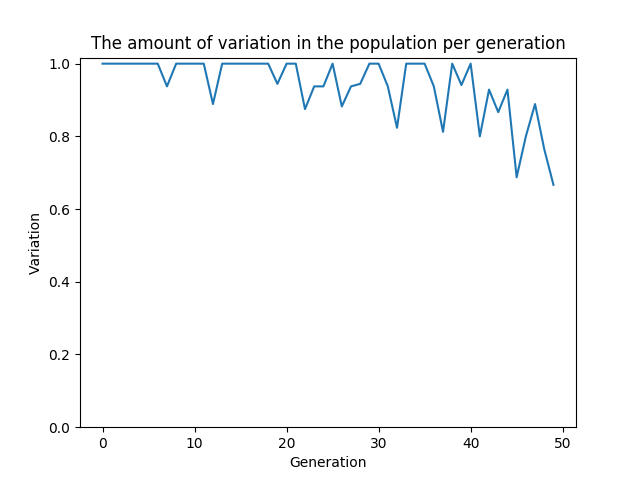 The amount of variation in the population per generation
1.0
0.8
0.6
0.4
0.2
0.0
Variation
0 10 20 30 40 50
Generation